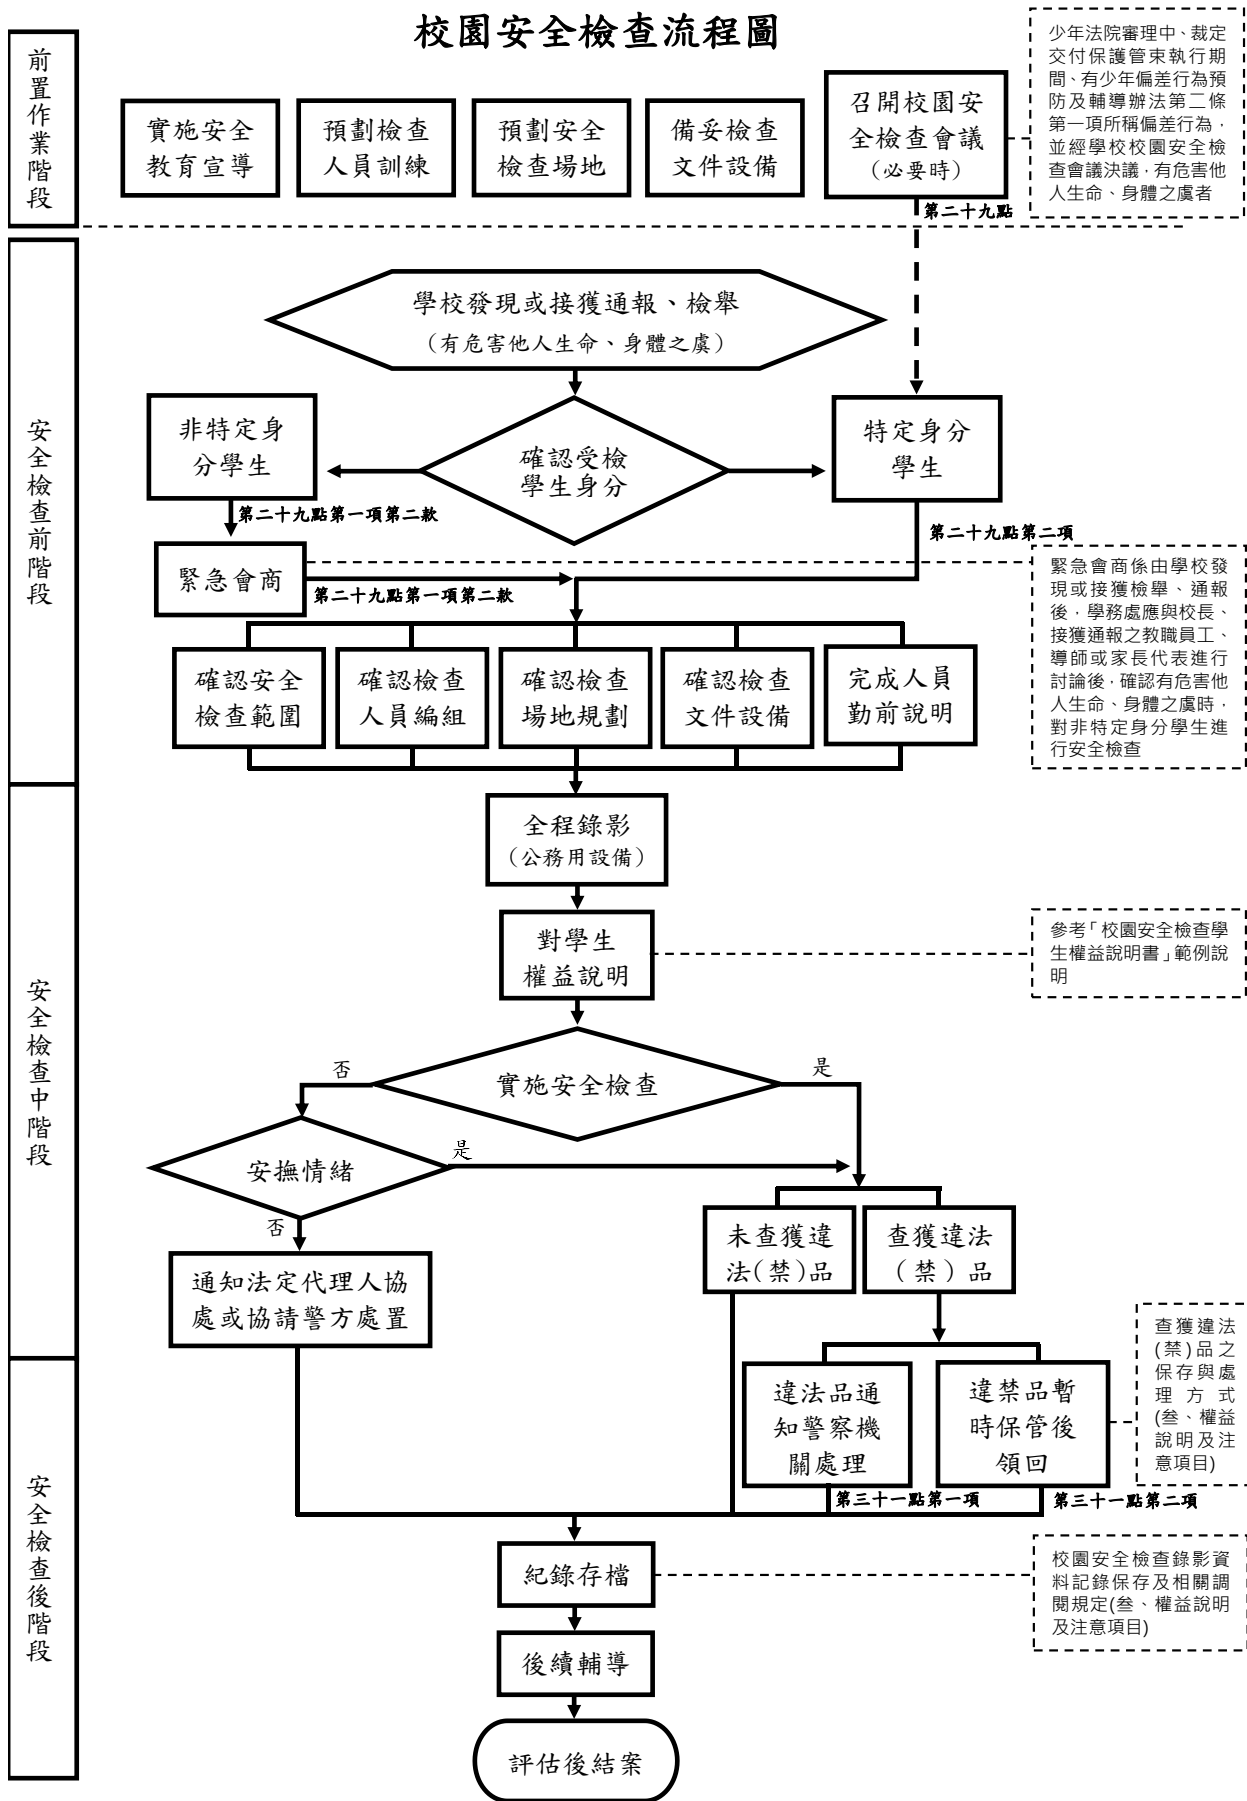 校園安全檢查流程圖
前置作業階段
實施安全
教育宣導
預劃檢查
人員訓練
預劃安全
檢查場地
備妥檢查
文件設備
召開校園安
全檢查會議
(必要時)
第二十九點
少年法院審理中、裁定
交付保護管束執行期
間、有少年偏差行為預
防及輔導辦法第二條
第一項所稱偏差行為，
並經學校校園安全檢
查會議決議，有危害他
人生命、身體之虞者
安全檢查前階段
學校發現或接獲通報、檢舉
(有危害他人生命、身體之虞)
非特定身
分學生
確認受檢
學生身分
特定身分
學生
第二十九點第一項第二款
第二十九點第二項
緊急會商
第二十九點第一項第二款
緊急會商係由學校發
現或接獲檢舉、通報
後，學務處應與校長、
接獲通報之教職員工、
導師或家長代表進行
討論後，確認有危害他
人生命、身體之虞時，
對非特定身分學生進
行安全檢查
確認安全
檢查範圍
確認檢查
人員編組
確認檢查
場地規劃
確認檢查
文件設備
完成人員
勤前說明
安全檢查中階段
全程錄影
(公務用設備)
對學生
權益說明
參考「校園安全檢查學
生權益說明書」範例說
明
實施安全檢查
否
是
安撫情緒
是
否
通知法定代理人協
處或協請警方處置
未查獲違
法(禁)品
查獲違法
(禁)品
安全檢查後階段
違法品通
知警察機
關處理
違禁品暫
時保管後
領回
查獲違法
(禁)品之
保存與處
理方式
(叁、權益
說明及注
意項目)
第三十一點第一項
第三十一點第二項
紀錄存檔
校園安全檢查錄影資
料記錄保存及相關調
閱規定(叁、權益說明
及注意項目)
後續輔導
評估後結案